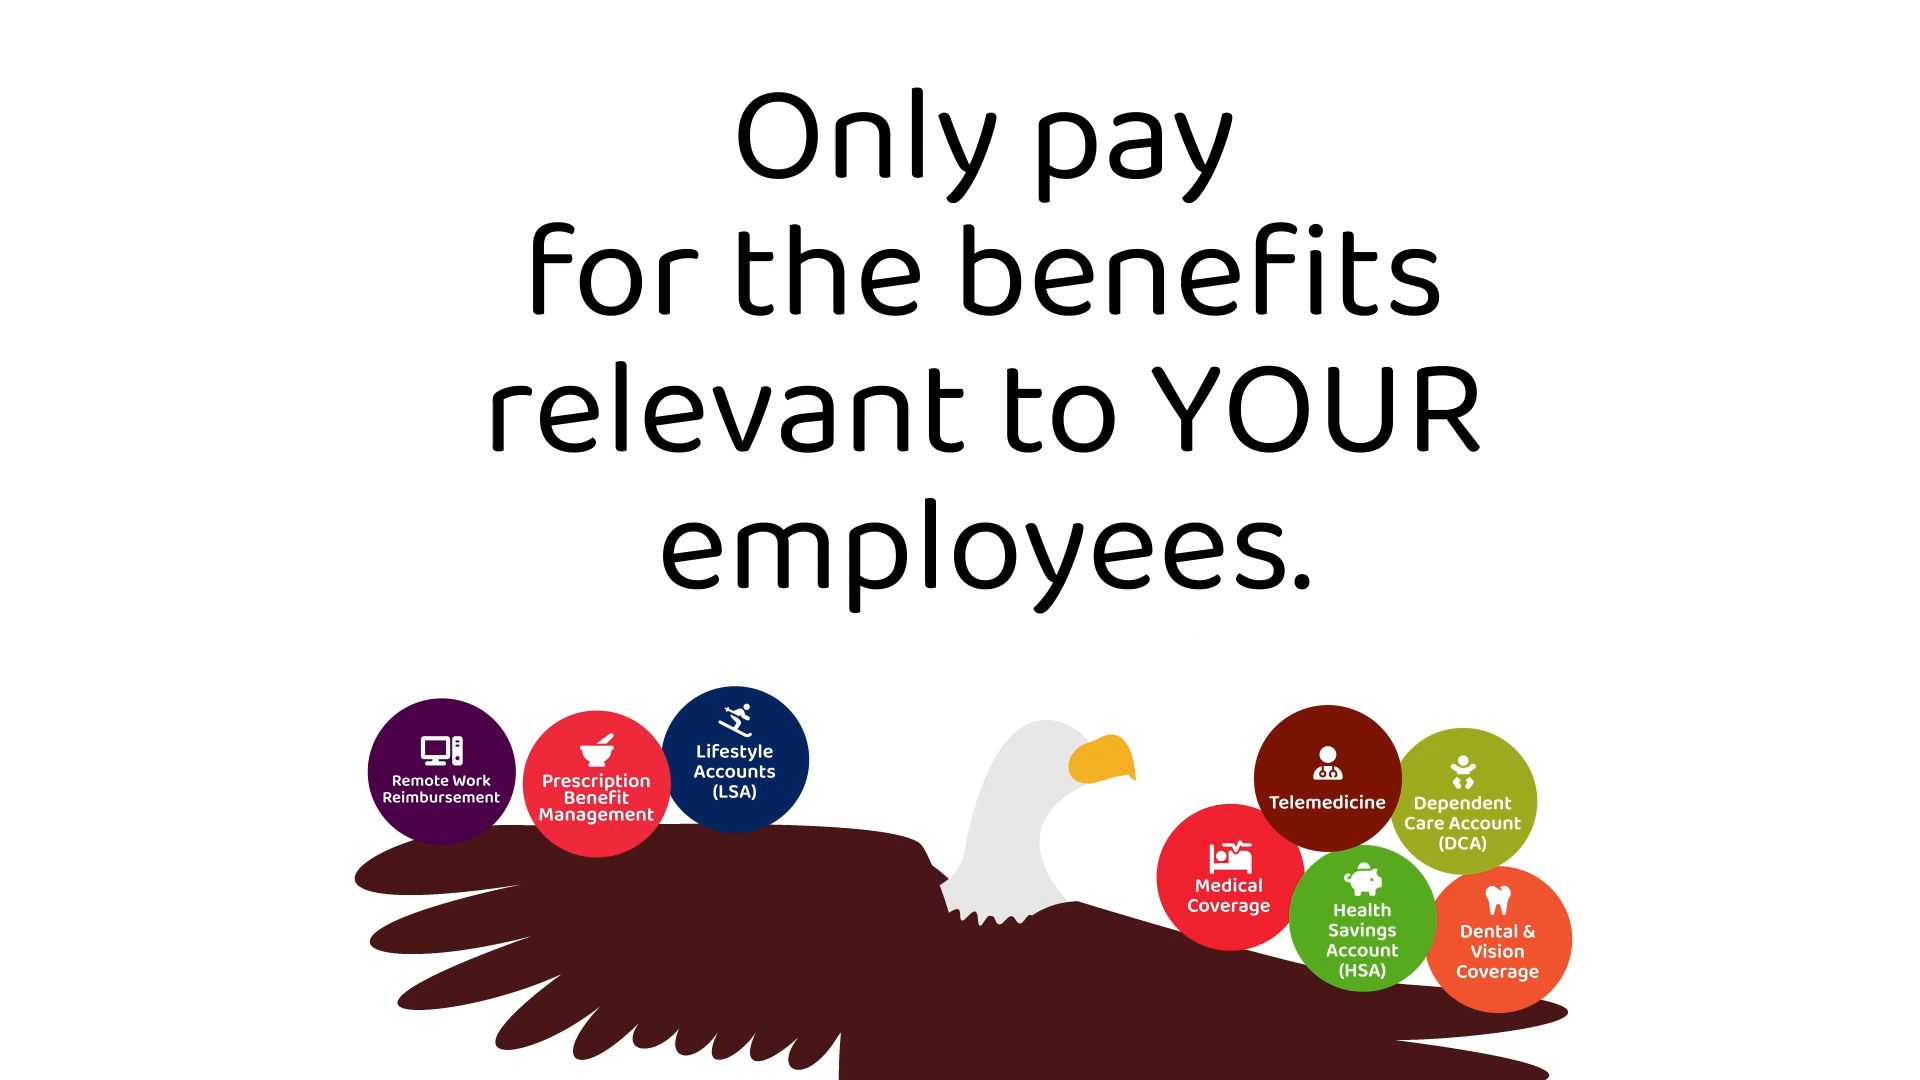 Only pay
for the benefits
relevant to YOUR
employees.
Remote Work
Reimbursement
Prescription
Benefit
Management
Lifestyle
Accounts
(LSA)
Medical
Coverage
Telemedicine
Health
Savings
Account
(HSA)
Dependent
Care Account
(DCA)
Dental &
Vision
Coverage